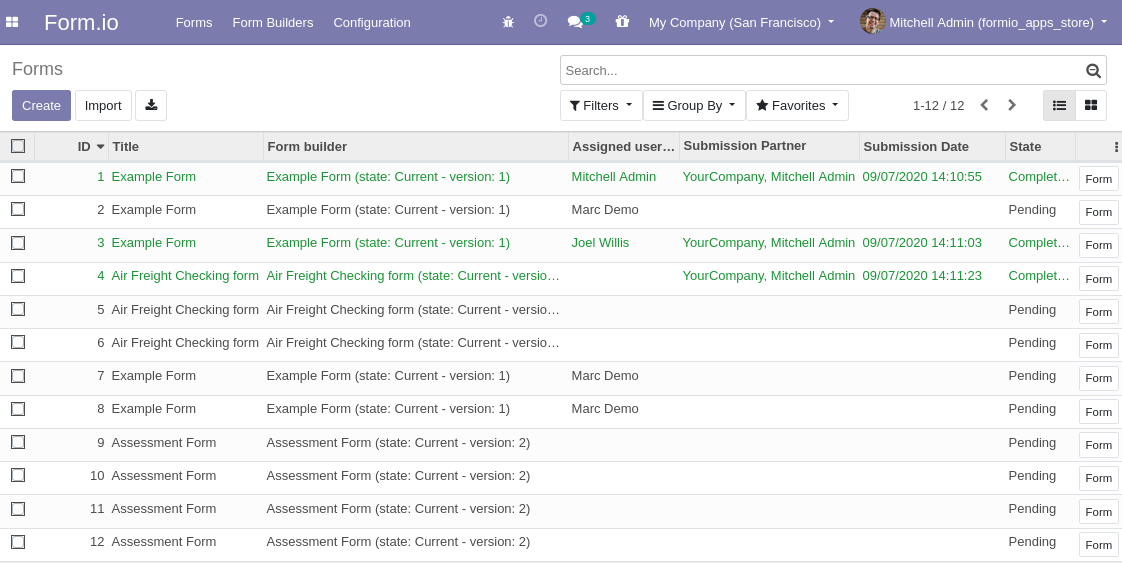 Form.io Forms Form Builders Configuration 3 My Company (San Francisco) Mitchell Admin (formio_apps_store)
Forms
Search...
Create Import Filters Group By Favorites 1-12 / 12
ID Title Form builder Assigned user… Submission Partner Submission Date State
1 Example Form Example Form (state: Current - version: 1) Mitchell Admin YourCompany, Mitchell Admin 09/07/2020 14:10:55 Complet… Form
2 Example Form Example Form (state: Current - version: 1) Marc Demo Pending Form
3 Example Form Example Form (state: Current - version: 1) Joel Willis YourCompany, Mitchell Admin 09/07/2020 14:11:03 Complet… Form
4 Air Freight Checking form Air Freight Checking form (state: Current - versio… YourCompany, Mitchell Admin 09/07/2020 14:11:23 Complet… Form
5 Air Freight Checking form Air Freight Checking form (state: Current - versio… Pending Form
6 Air Freight Checking form Air Freight Checking form (state: Current - versio… Pending Form
7 Example Form Example Form (state: Current - version: 1) Marc Demo Pending Form
8 Example Form Example Form (state: Current - version: 1) Marc Demo Pending Form
9 Assessment Form Assessment Form (state: Current - version: 2) Pending Form
10 Assessment Form Assessment Form (state: Current - version: 2) Pending Form
11 Assessment Form Assessment Form (state: Current - version: 2) Pending Form
12 Assessment Form Assessment Form (state: Current - version: 2) Pending Form